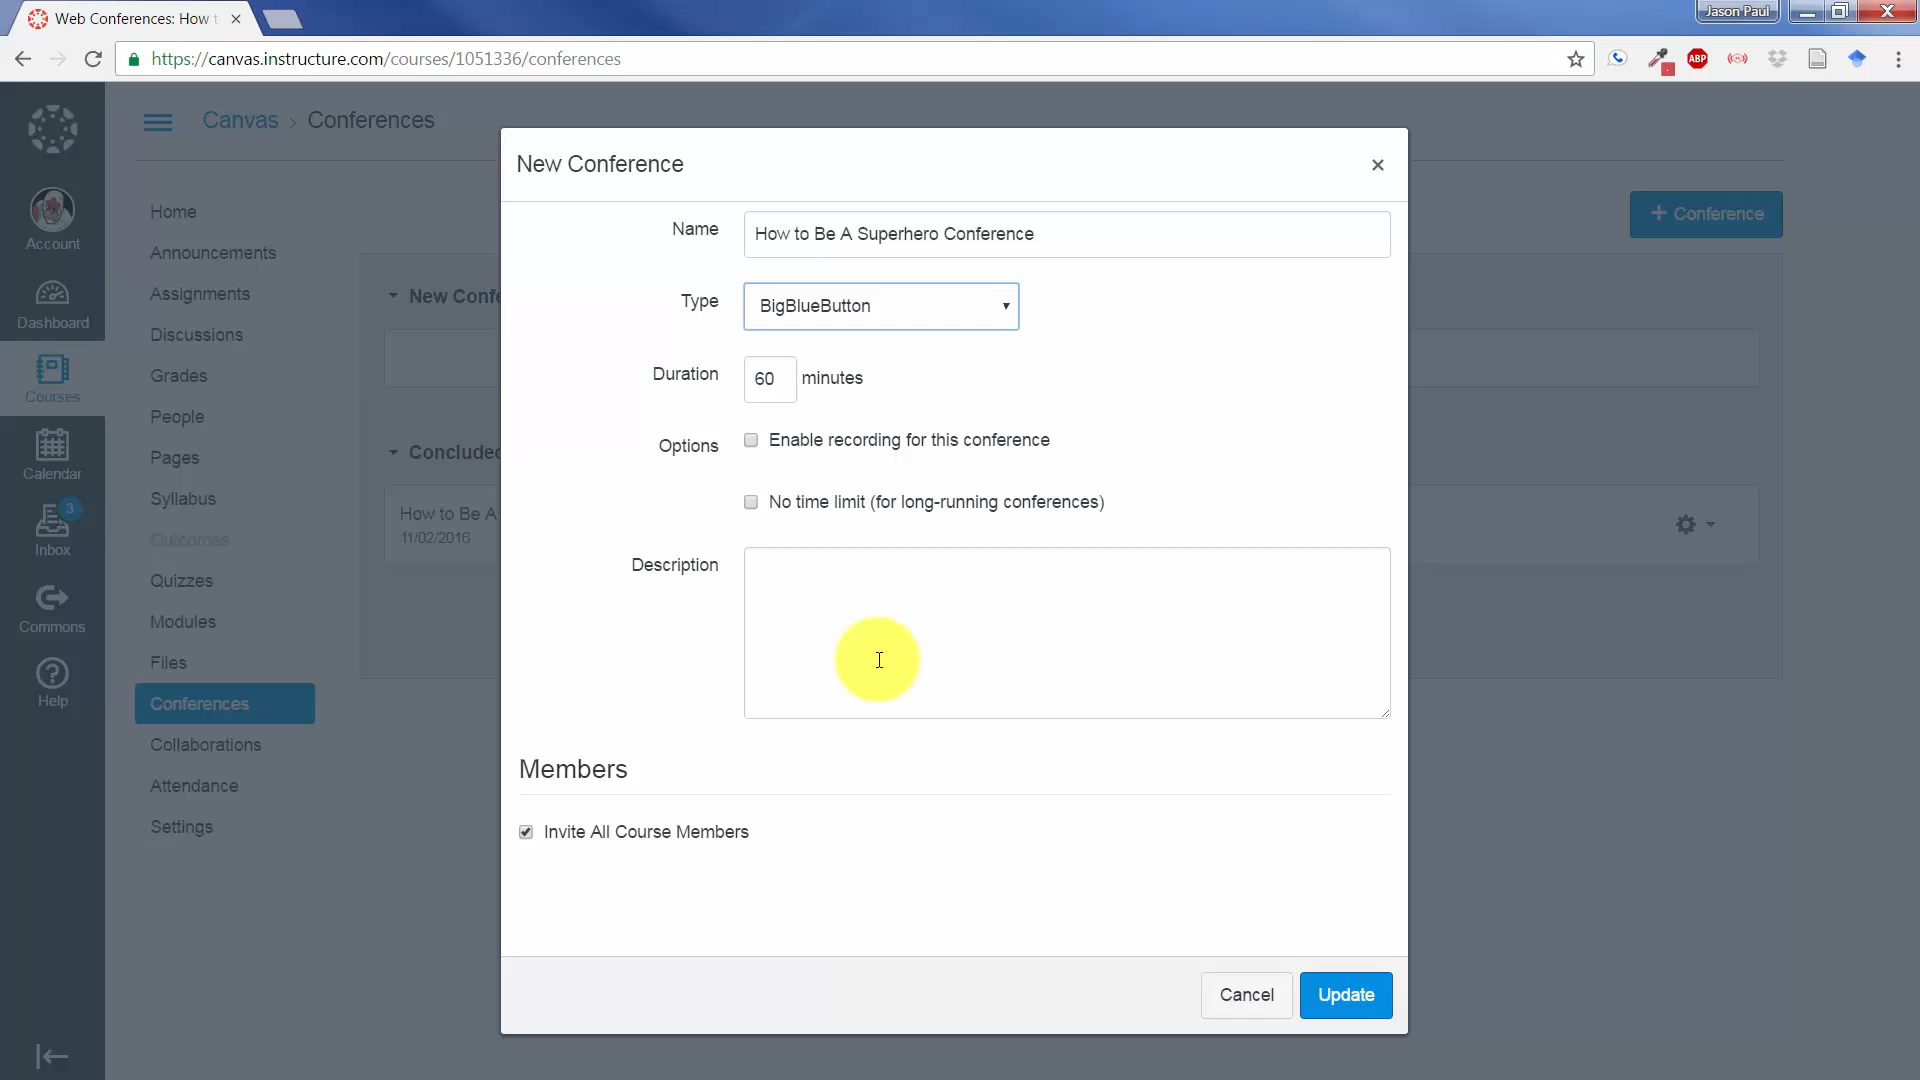 Web Conferences: How t
Jason Paul
https://canvas.instructure.com/courses/1051336/conferences
ABP
Canvas › Conferences
Account
Dashboard
Courses
Calendar
3
Inbox
Commons
Help
Home
Announcements
Assignments
Discussions
Grades
People
Pages
Syllabus
Outcomes
Quizzes
Modules
Files
Conferences
Collaborations
Attendance
Settings
+ Conference
New Confe
Concluded
How to Be A
11/02/2016
New Conference
Name
How to Be A Superhero Conference
Type
BigBlueButton
Duration
60 minutes
Options
Enable recording for this conference
No time limit (for long-running conferences)
Description
Members
Invite All Course Members
Cancel
Update